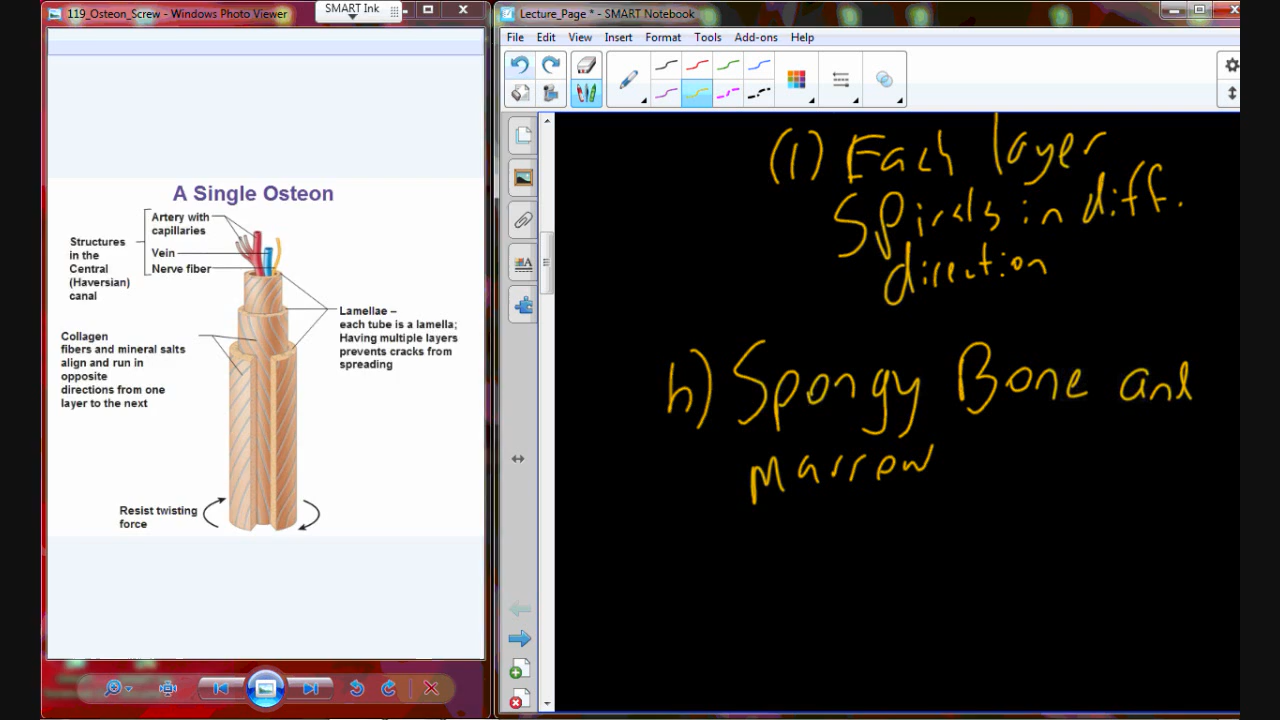 119_Osteon_Screw - Windows Photo Viewer
SMART Ink
A Single Osteon
Artery with
capillaries
Vein
Nerve fiber
Structures
in the
Central
(Haversian)
canal
Collagen
fibers and mineral salts
align and run in
opposite
directions from one
layer to the next
Lamellae –
each tube is a lamella;
Having multiple layers
prevents cracks from
spreading
Resist twisting
force
Lecture_Page * - SMART Notebook
File Edit View Insert Format Tools Add-ons Help
(1) Each layer
Spirals in diff.
direction
h) Spongy Bone and
Marrow